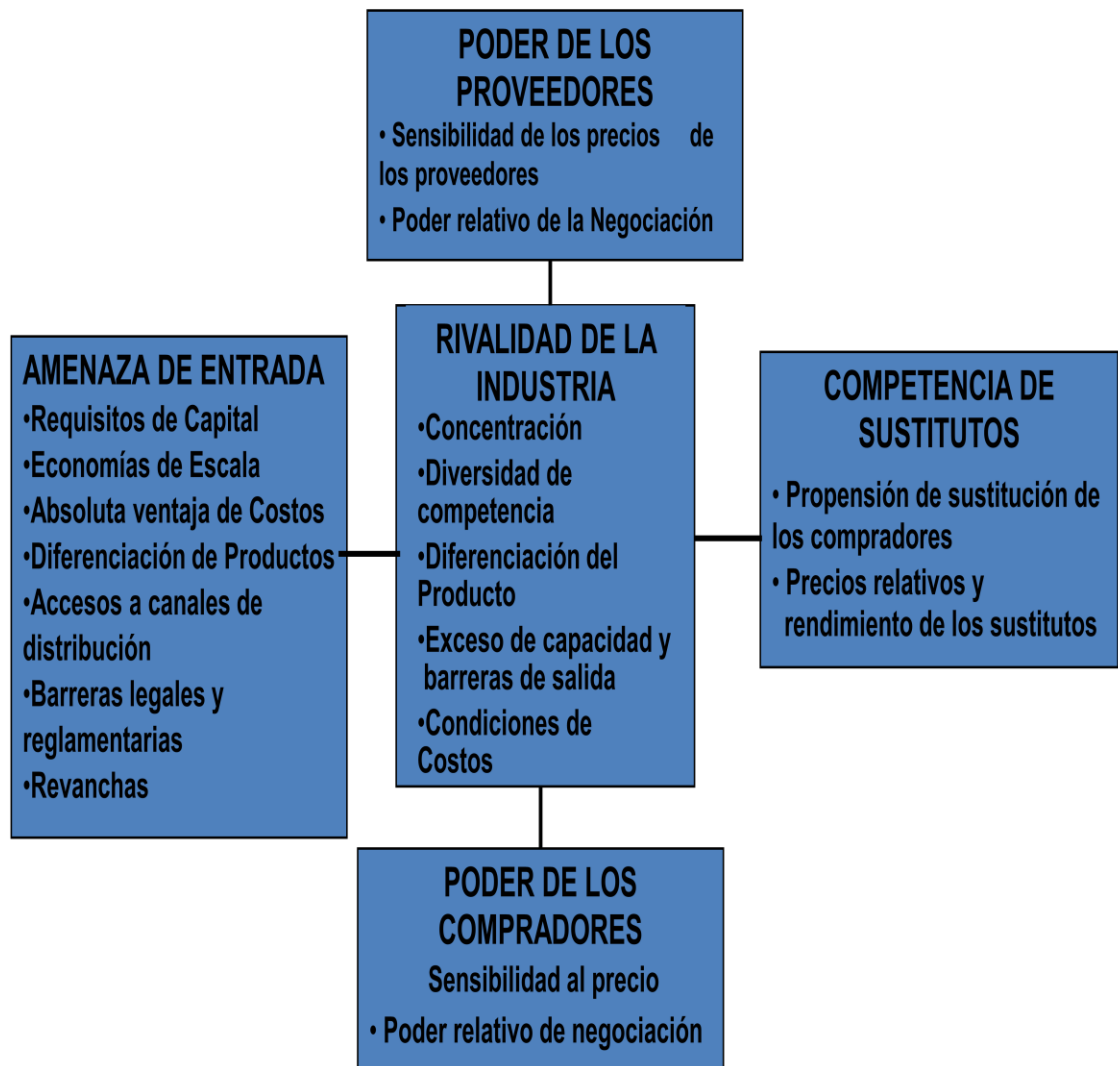 PODER DE LOS
PROVEEDORES
• Sensibilidad de los precios de
los proveedores
• Poder relativo de la Negociación
AMENAZA DE ENTRADA
•Requisitos de Capital
•Economías de Escala
•Absoluta ventaja de Costos
•Diferenciación de Productos
•Accesos a canales de
distribución
•Barreras legales y
reglamentarias
•Revanchas
RIVALIDAD DE LA
INDUSTRIA
•Concentración
•Diversidad de
competencia
•Diferenciación del
Producto
•Exceso de capacidad y
barreras de salida
•Condiciones de
Costos
COMPETENCIA DE
SUSTITUTOS
• Propensión de sustitución de
los compradores
• Precios relativos y
rendimiento de los sustitutos
PODER DE LOS
COMPRADORES
Sensibilidad al precio
• Poder relativo de negociación